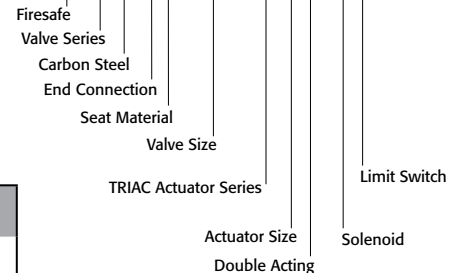 Firesafe
Valve Series
Carbon Steel
End Connection
Seat Material
Valve Size
Limit Switch
TRIAC Actuator Series
Actuator Size
Solenoid
Double Acting